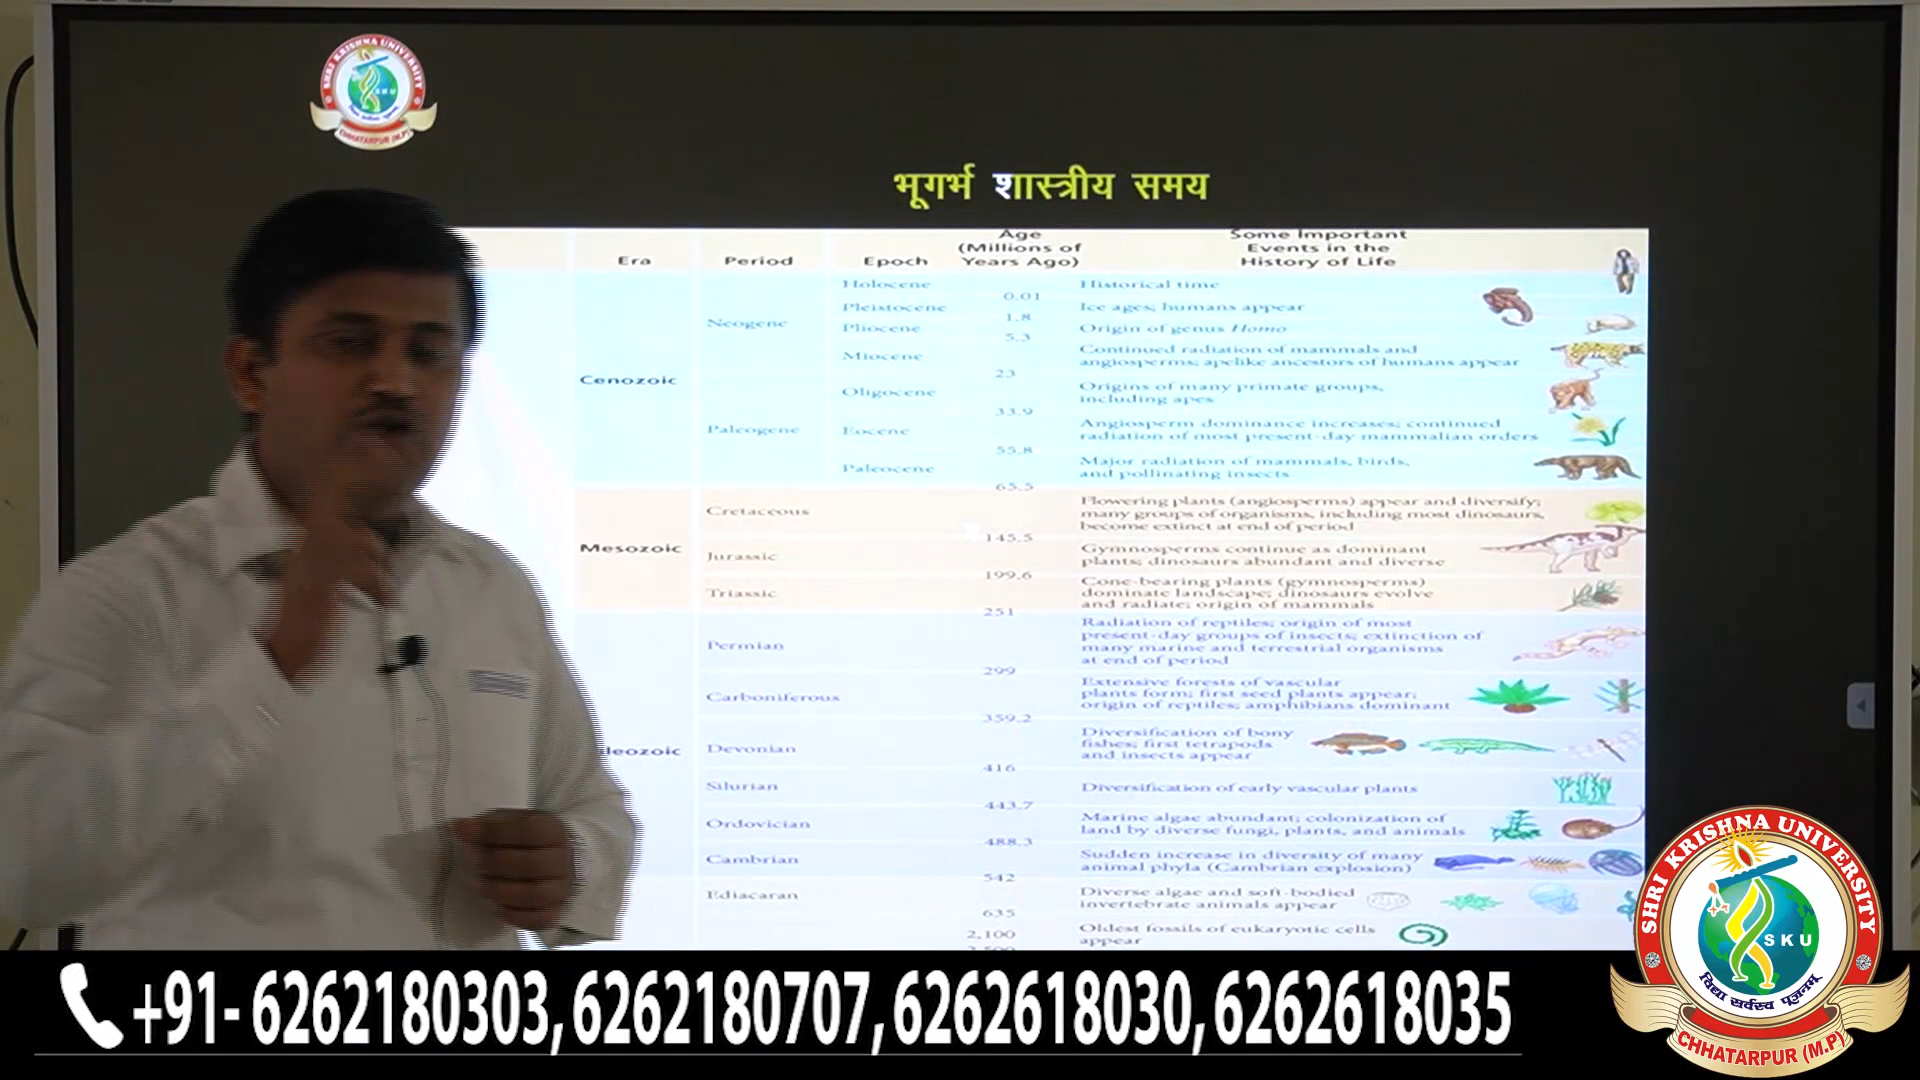 SHRI KRISHNA UNIVERSITY
SKU
CHHATARPUR (M.P)
भूगर्भ शास्त्रीय समय
Era Period Epoch Age (Millions of Years Ago) Some Important Events in the History of Life
Cenozoic Neogene Holocene Historical time
0.01
Pleistocene Ice ages; humans appear
1.8
Pliocene Origin of genus Homo
5.3
Miocene Continued radiation of mammals and
angiosperms; apelike ancestors of humans appear
23
Paleogene Oligocene Origins of many primate groups,
including apes
33.9
Eocene Angiosperm dominance increases; continued
radiation of most present-day mammalian orders
55.8
Paleocene Major radiation of mammals, birds,
and pollinating insects
65.5
Mesozoic Cretaceous Flowering plants (angiosperms) appear and diversify;
many groups of organisms, including most dinosaurs,
become extinct at end of period
145.5
Jurassic Gymnosperms continue as dominant
plants; dinosaurs abundant and diverse
199.6
Triassic Cone-bearing plants (gymnosperms)
dominate landscape; dinosaurs evolve
and radiate; origin of mammals
251
leozoic Permian Radiation of reptiles; origin of most
present-day groups of insects; extinction of
many marine and terrestrial organisms
at end of period
299
Carboniferous Extensive forests of vascular
plants form; first seed plants appear;
origin of reptiles; amphibians dominant
359.2
Devonian Diversification of bony
fishes; first tetrapods
and insects appear
416
Silurian Diversification of early vascular plants
443.7
Ordovician Marine algae abundant; colonization of
land by diverse fungi, plants, and animals
488.3
Cambrian Sudden increase in diversity of many
animal phyla (Cambrian explosion)
542
Ediacaran Diverse algae and soft-bodied
invertebrate animals appear
635
2,100 Oldest fossils of eukaryotic cells
appear
+91- 6262180303, 6262180707, 6262618030, 6262618035
SHRI KRISHNA UNIVERSITY
SKU
विद्या सर्वस्व पूजनम्
CHHATARPUR (M.P)